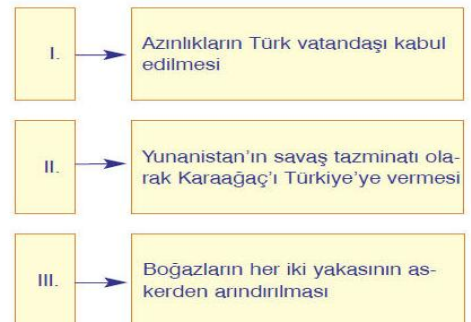 I.
Azınlıkların Türk vatandaşı kabul
edilmesi
II.
Yunanistan'ın savaş tazminatı ola-
rak Karaağaç'ı Türkiye'ye vermesi
III.
Boğazların her iki yakasının as-
kerden arındırılması